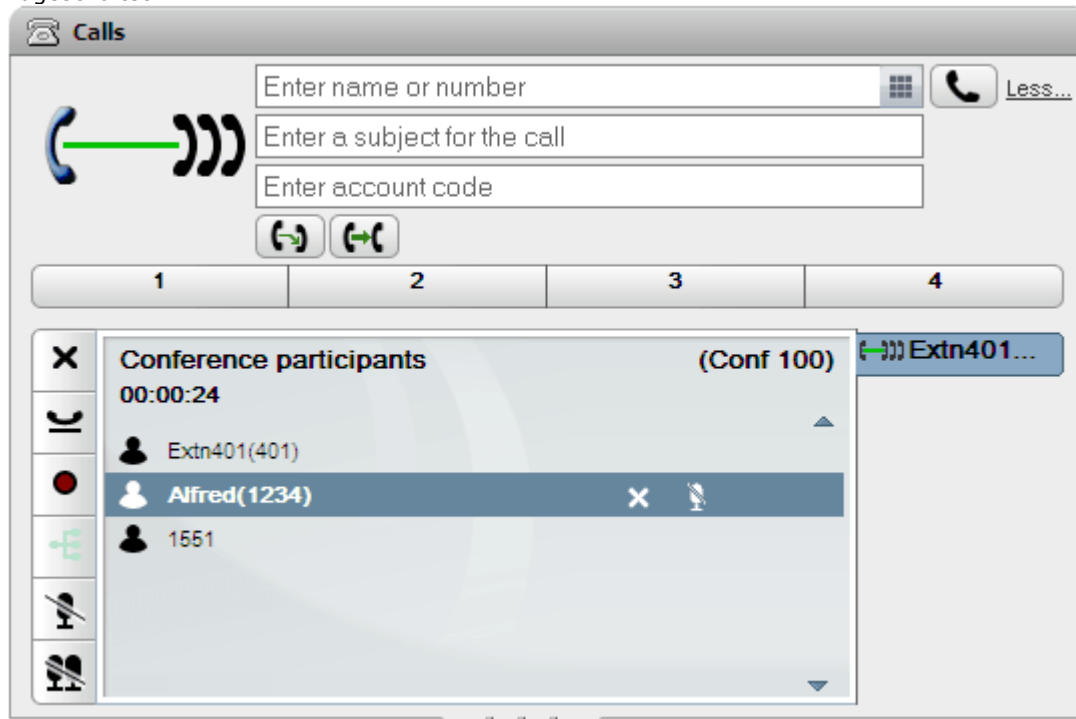 Calls
Enter name or number
Less...
Enter a subject for the call
Enter account code
1 2 3 4
Conference participants (Conf 100)
Extn401...
00:00:24
Extn401(401)
Alfred(1234)
1551